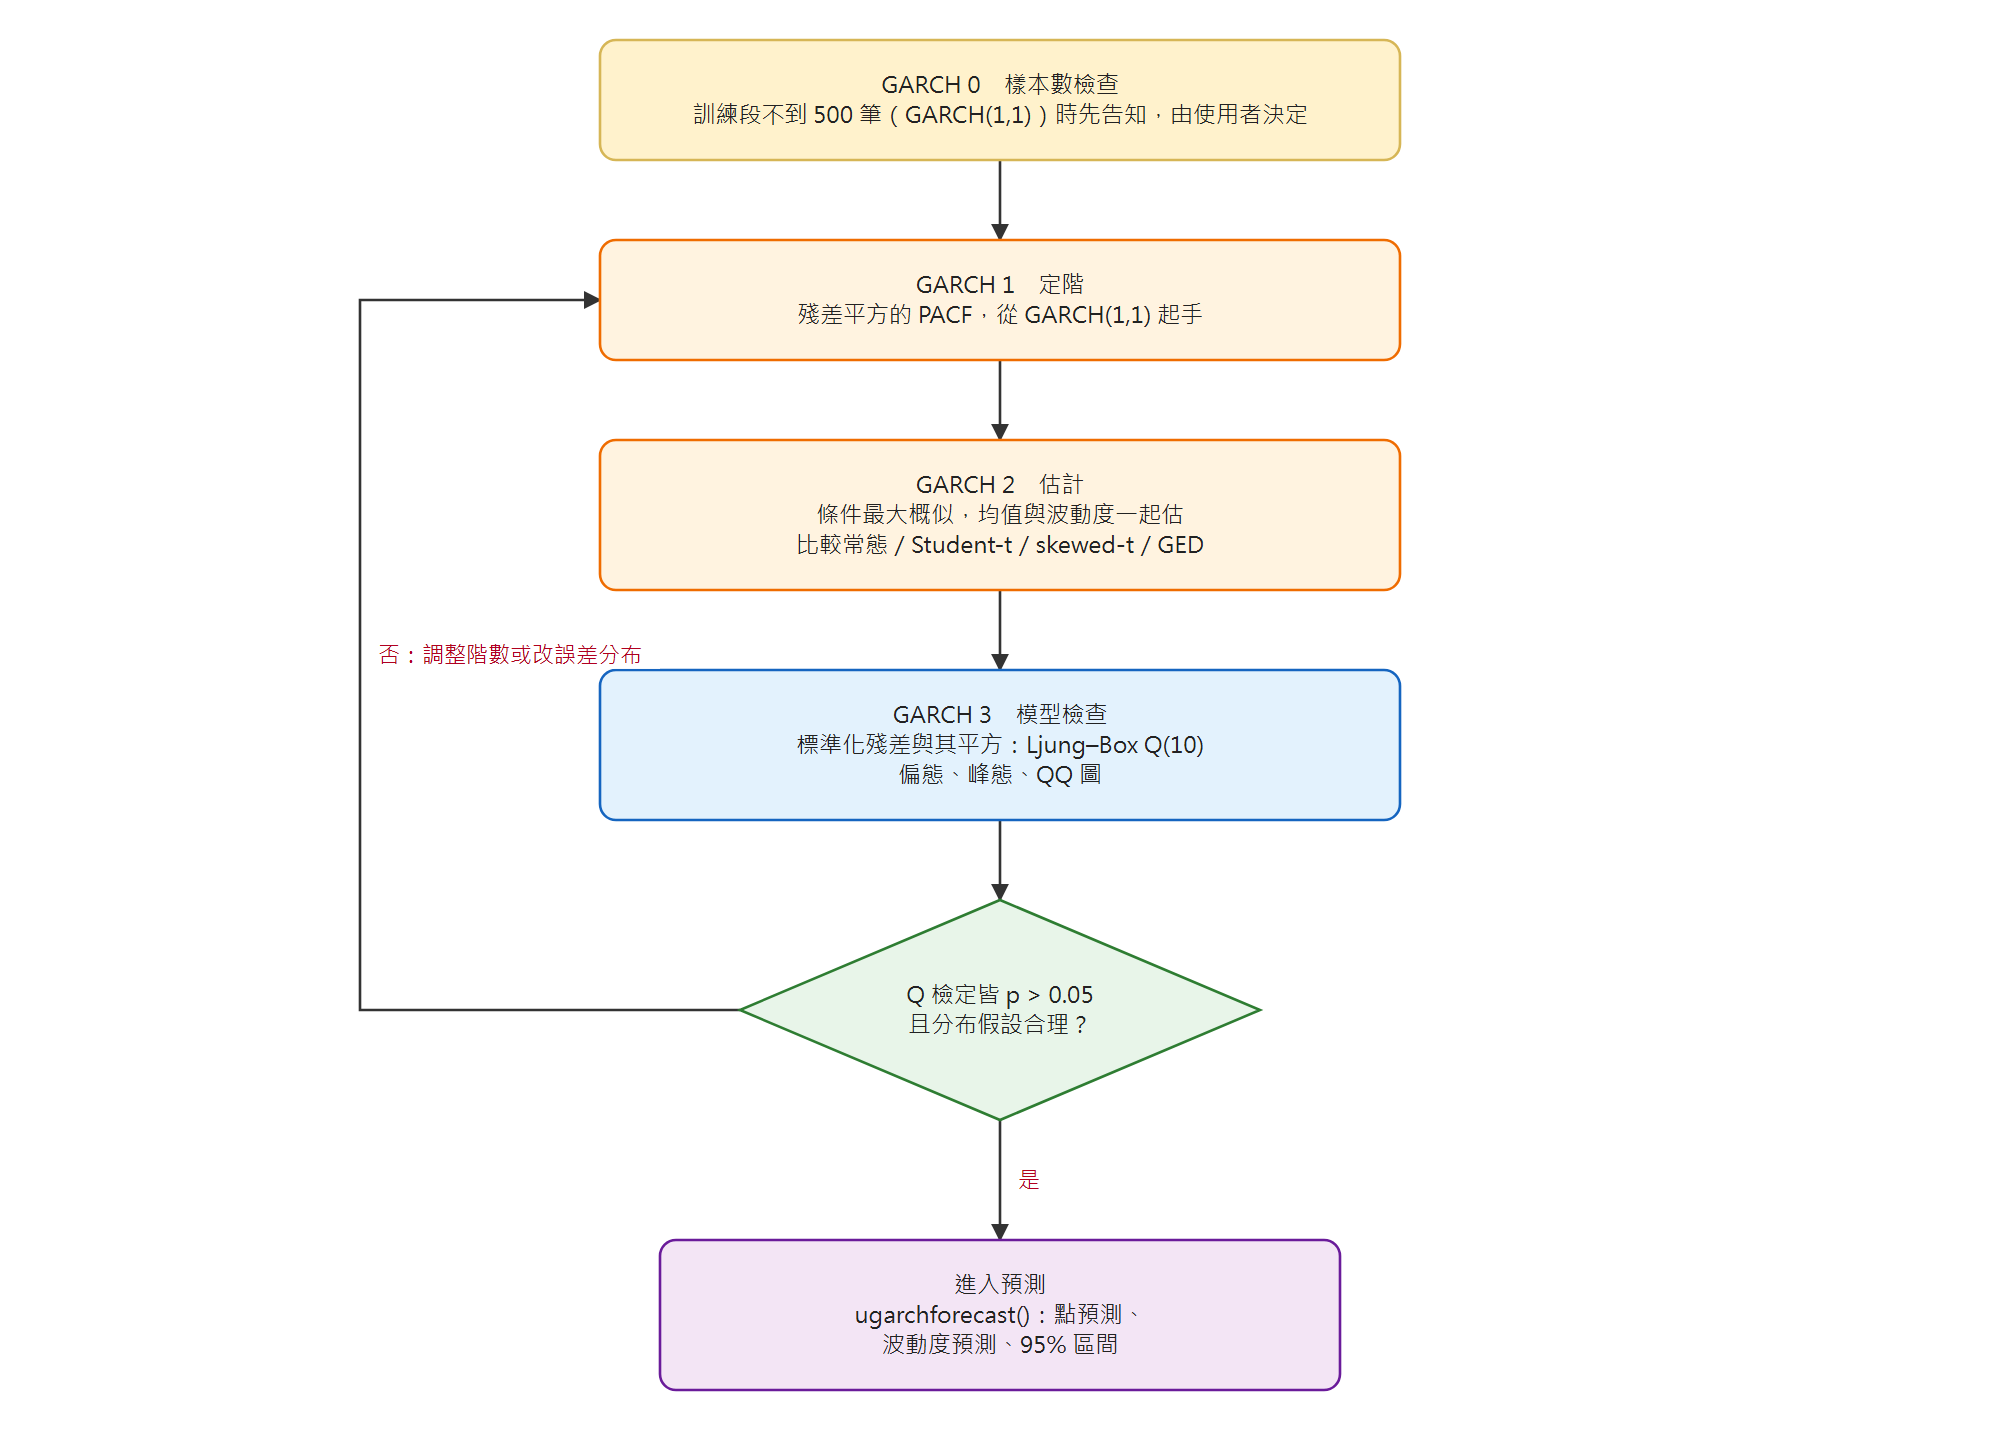 GARCH 0　樣本數檢查
訓練段不到 500 筆（GARCH(1,1)）時先告知，由使用者決定
GARCH 1　定階
殘差平方的 PACF，從 GARCH(1,1) 起手
GARCH 2　估計
條件最大概似，均值與波動度一起估
比較常態 / Student-t / skewed-t / GED
否：調整階數或改誤差分布
GARCH 3　模型檢查
標準化殘差與其平方：Ljung–Box Q(10)
偏態、峰態、QQ 圖
Q 檢定皆 p > 0.05
且分布假設合理？
是
進入預測
ugarchforecast()：點預測、
波動度預測、95% 區間